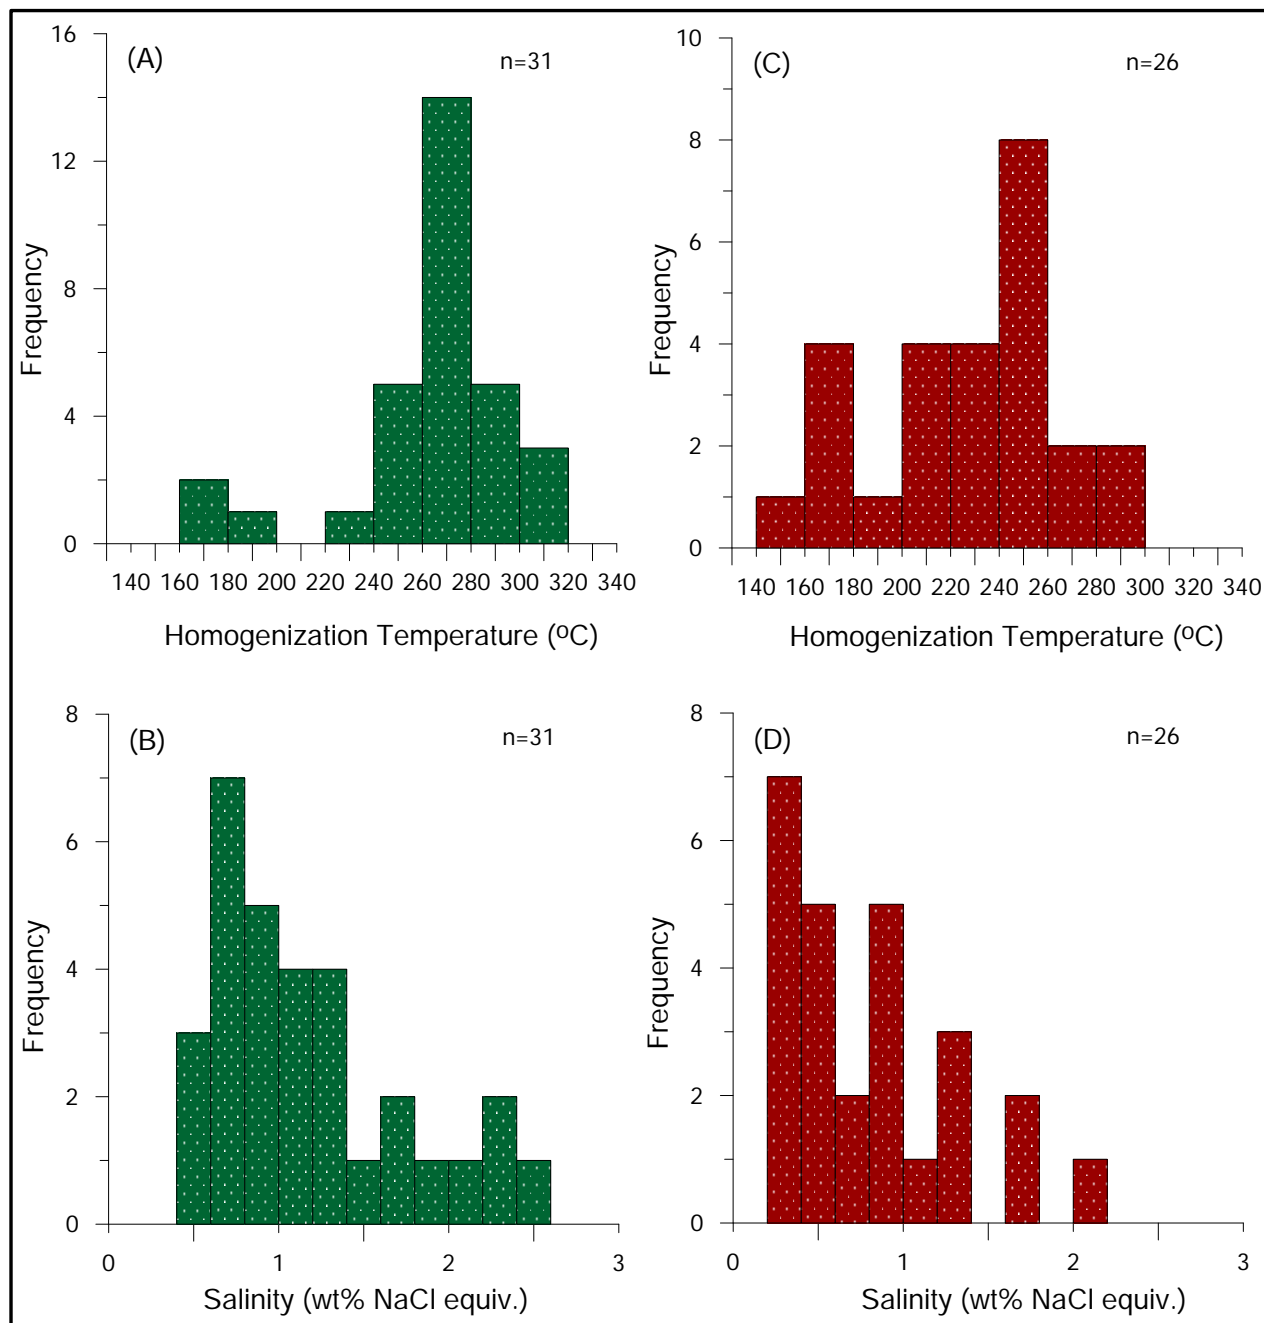 (A)
n=31
16
12
8
4
0
Frequency
140 160 180 200 220 240 260 280 300 320 340
Homogenization Temperature (ºC)
(C)
n=26
10
8
6
4
2
0
Frequency
140 160 180 200 220 240 260 280 300 320 340
Homogenization Temperature (ºC)
(B)
n=31
8
6
4
2
0
Frequency
0 1 2 3
Salinity (wt% NaCl equiv.)
(D)
n=26
8
6
4
2
0
Frequency
0 1 2 3
Salinity (wt% NaCl equiv.)